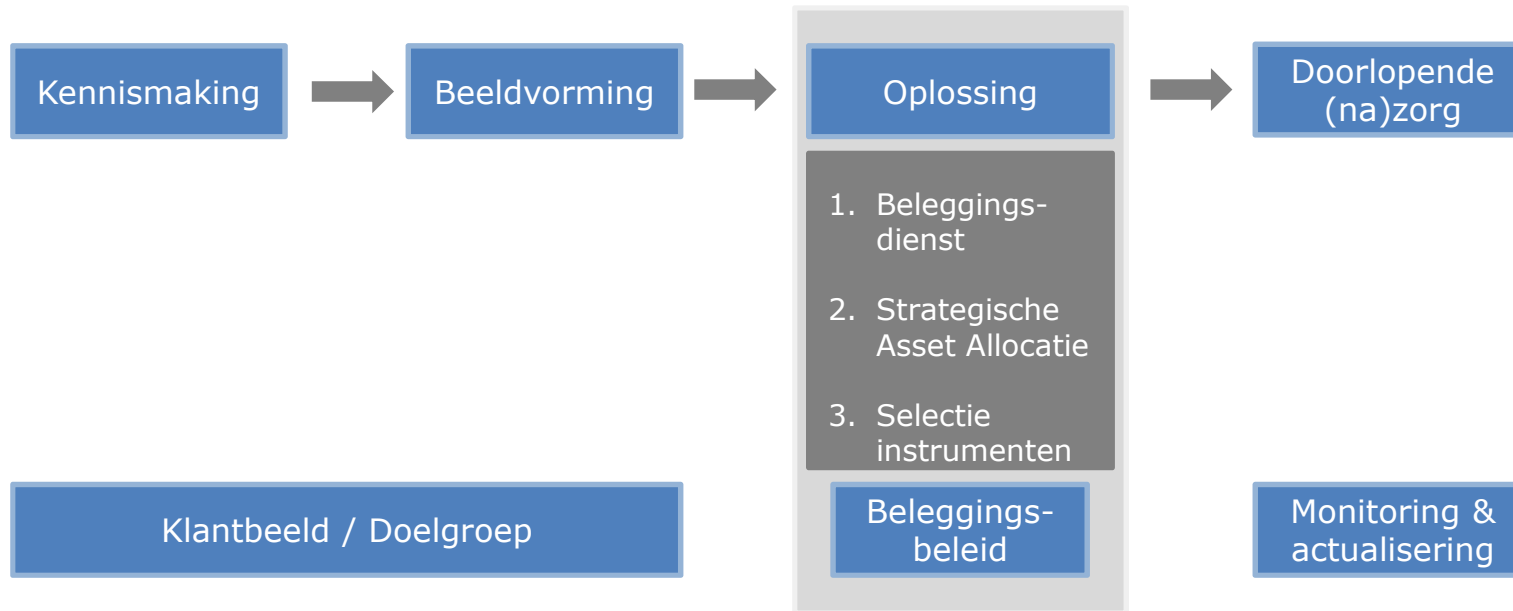 Kennismaking
Beeldvorming
Oplossing
Doorlopende
(na)zorg
1. Beleggings-
dienst
2. Strategische
Asset Allocatie
3. Selectie
instrumenten
Klantbeeld / Doelgroep
Beleggings-
beleid
Monitoring &
actualisering